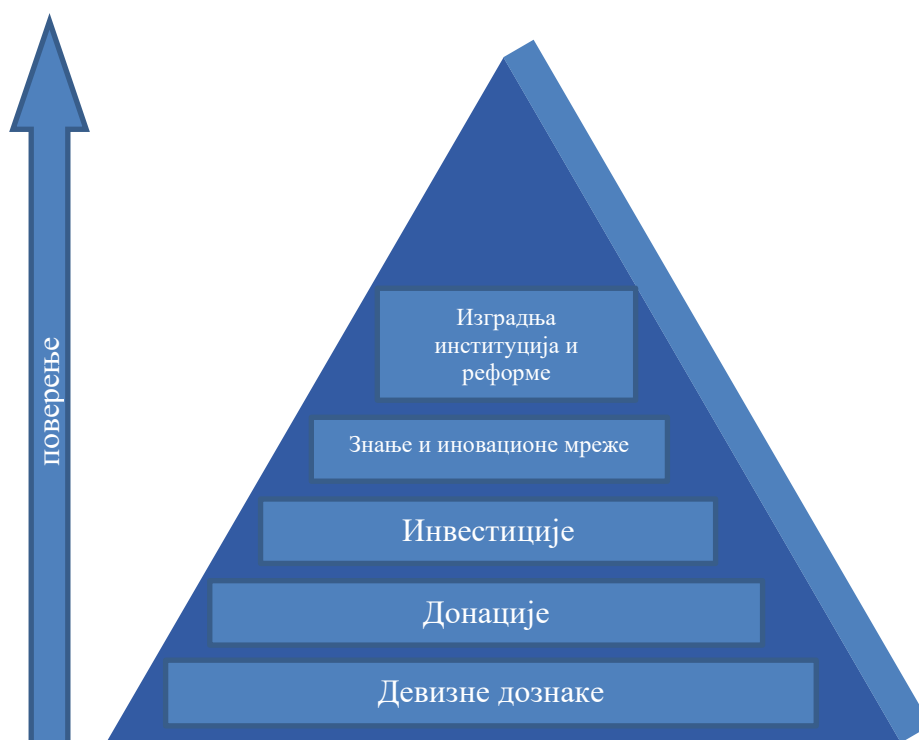 поверење
Изградња
институција и
реформе
Знање и иновационе мреже
Инвестиције
Донације
Девизне дознаке